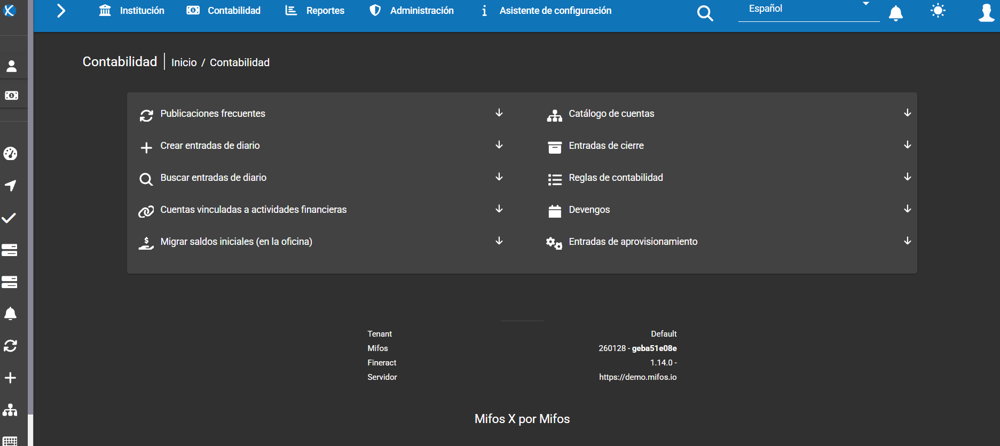 Institución
Contabilidad
Reportes
Administración
Asistente de configuración
Español
Contabilidad
Inicio / Contabilidad
Publicaciones frecuentes
Crear entradas de diario
Buscar entradas de diario
Cuentas vinculadas a actividades financieras
Migrar saldos iniciales (en la oficina)
Catálogo de cuentas
Entradas de cierre
Reglas de contabilidad
Devengos
Entradas de aprovisionamiento
Tenant Default
Mifos 260128 - geba51e08e
Fineract 1.14.0 -
Servidor https://demo.mifos.io
Mifos X por Mifos